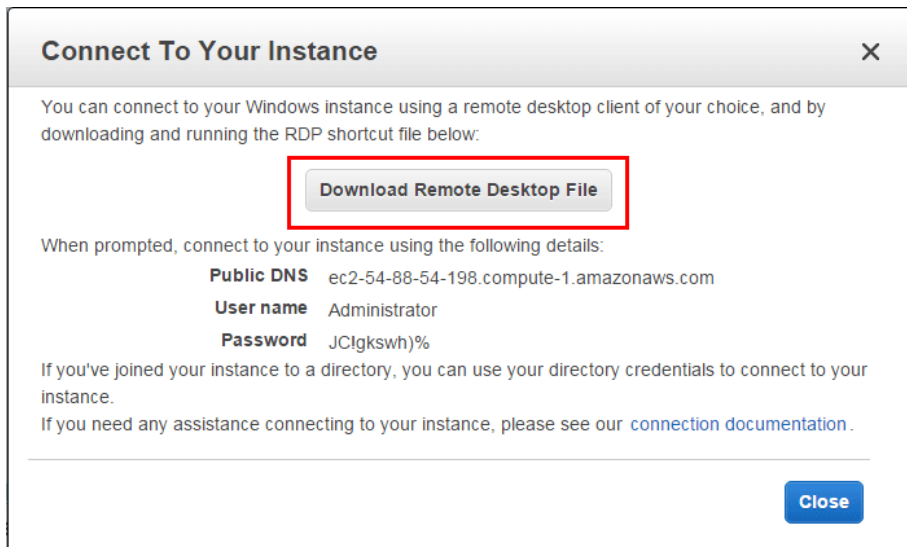 Connect To Your Instance
You can connect to your Windows instance using a remote desktop client of your choice, and by
downloading and running the RDP shortcut file below:
Download Remote Desktop File
When prompted, connect to your instance using the following details:
Public DNS ec2-54-88-54-198.compute-1.amazonaws.com
User name Administrator
Password JC!gkswh)%
If you've joined your instance to a directory, you can use your directory credentials to connect to your
instance.
If you need any assistance connecting to your instance, please see our connection documentation.
Close